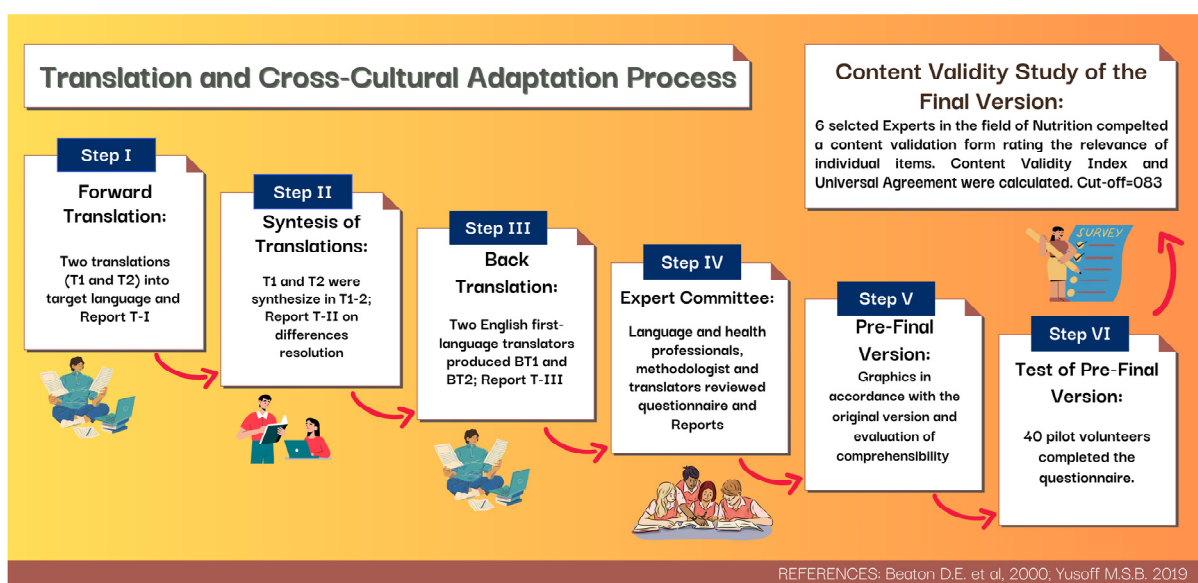 Translation and Cross-Cultural Adaptation Process
Step I
Forward
Translation:
Two translations
(T1 and T2) into
target language and
Report T-I
Step II
Syntesis of
Translations:
T1 and T2 were
synthesize in T1-2;
Report T-II on
differences
resolution
Step III
Back
Translation:
Two English first-
language translators
produced BT1 and
BT2; Report T-III
Step IV
Expert Committee:
Language and health
professionals,
methodologist and
translators reviewed
questionnaire and
Reports
Step V
Pre-Final
Version:
Graphics in
accordance with the
original version and
evaluation of
comprehensibility
Step VI
Test of Pre-Final
Version:
40 pilot volunteers
completed the
questionnaire.
Content Validity Study of the
Final Version:
6 selcted Experts in the field of Nutrition compelted
a content validation form rating the relevance of
individual items. Content Validity Index and
Universal Agreement were calculated. Cut-off=083
SURVEY
REFERENCES: Beaton D.E. et al, 2000; Yusoff M.S.B. 2019